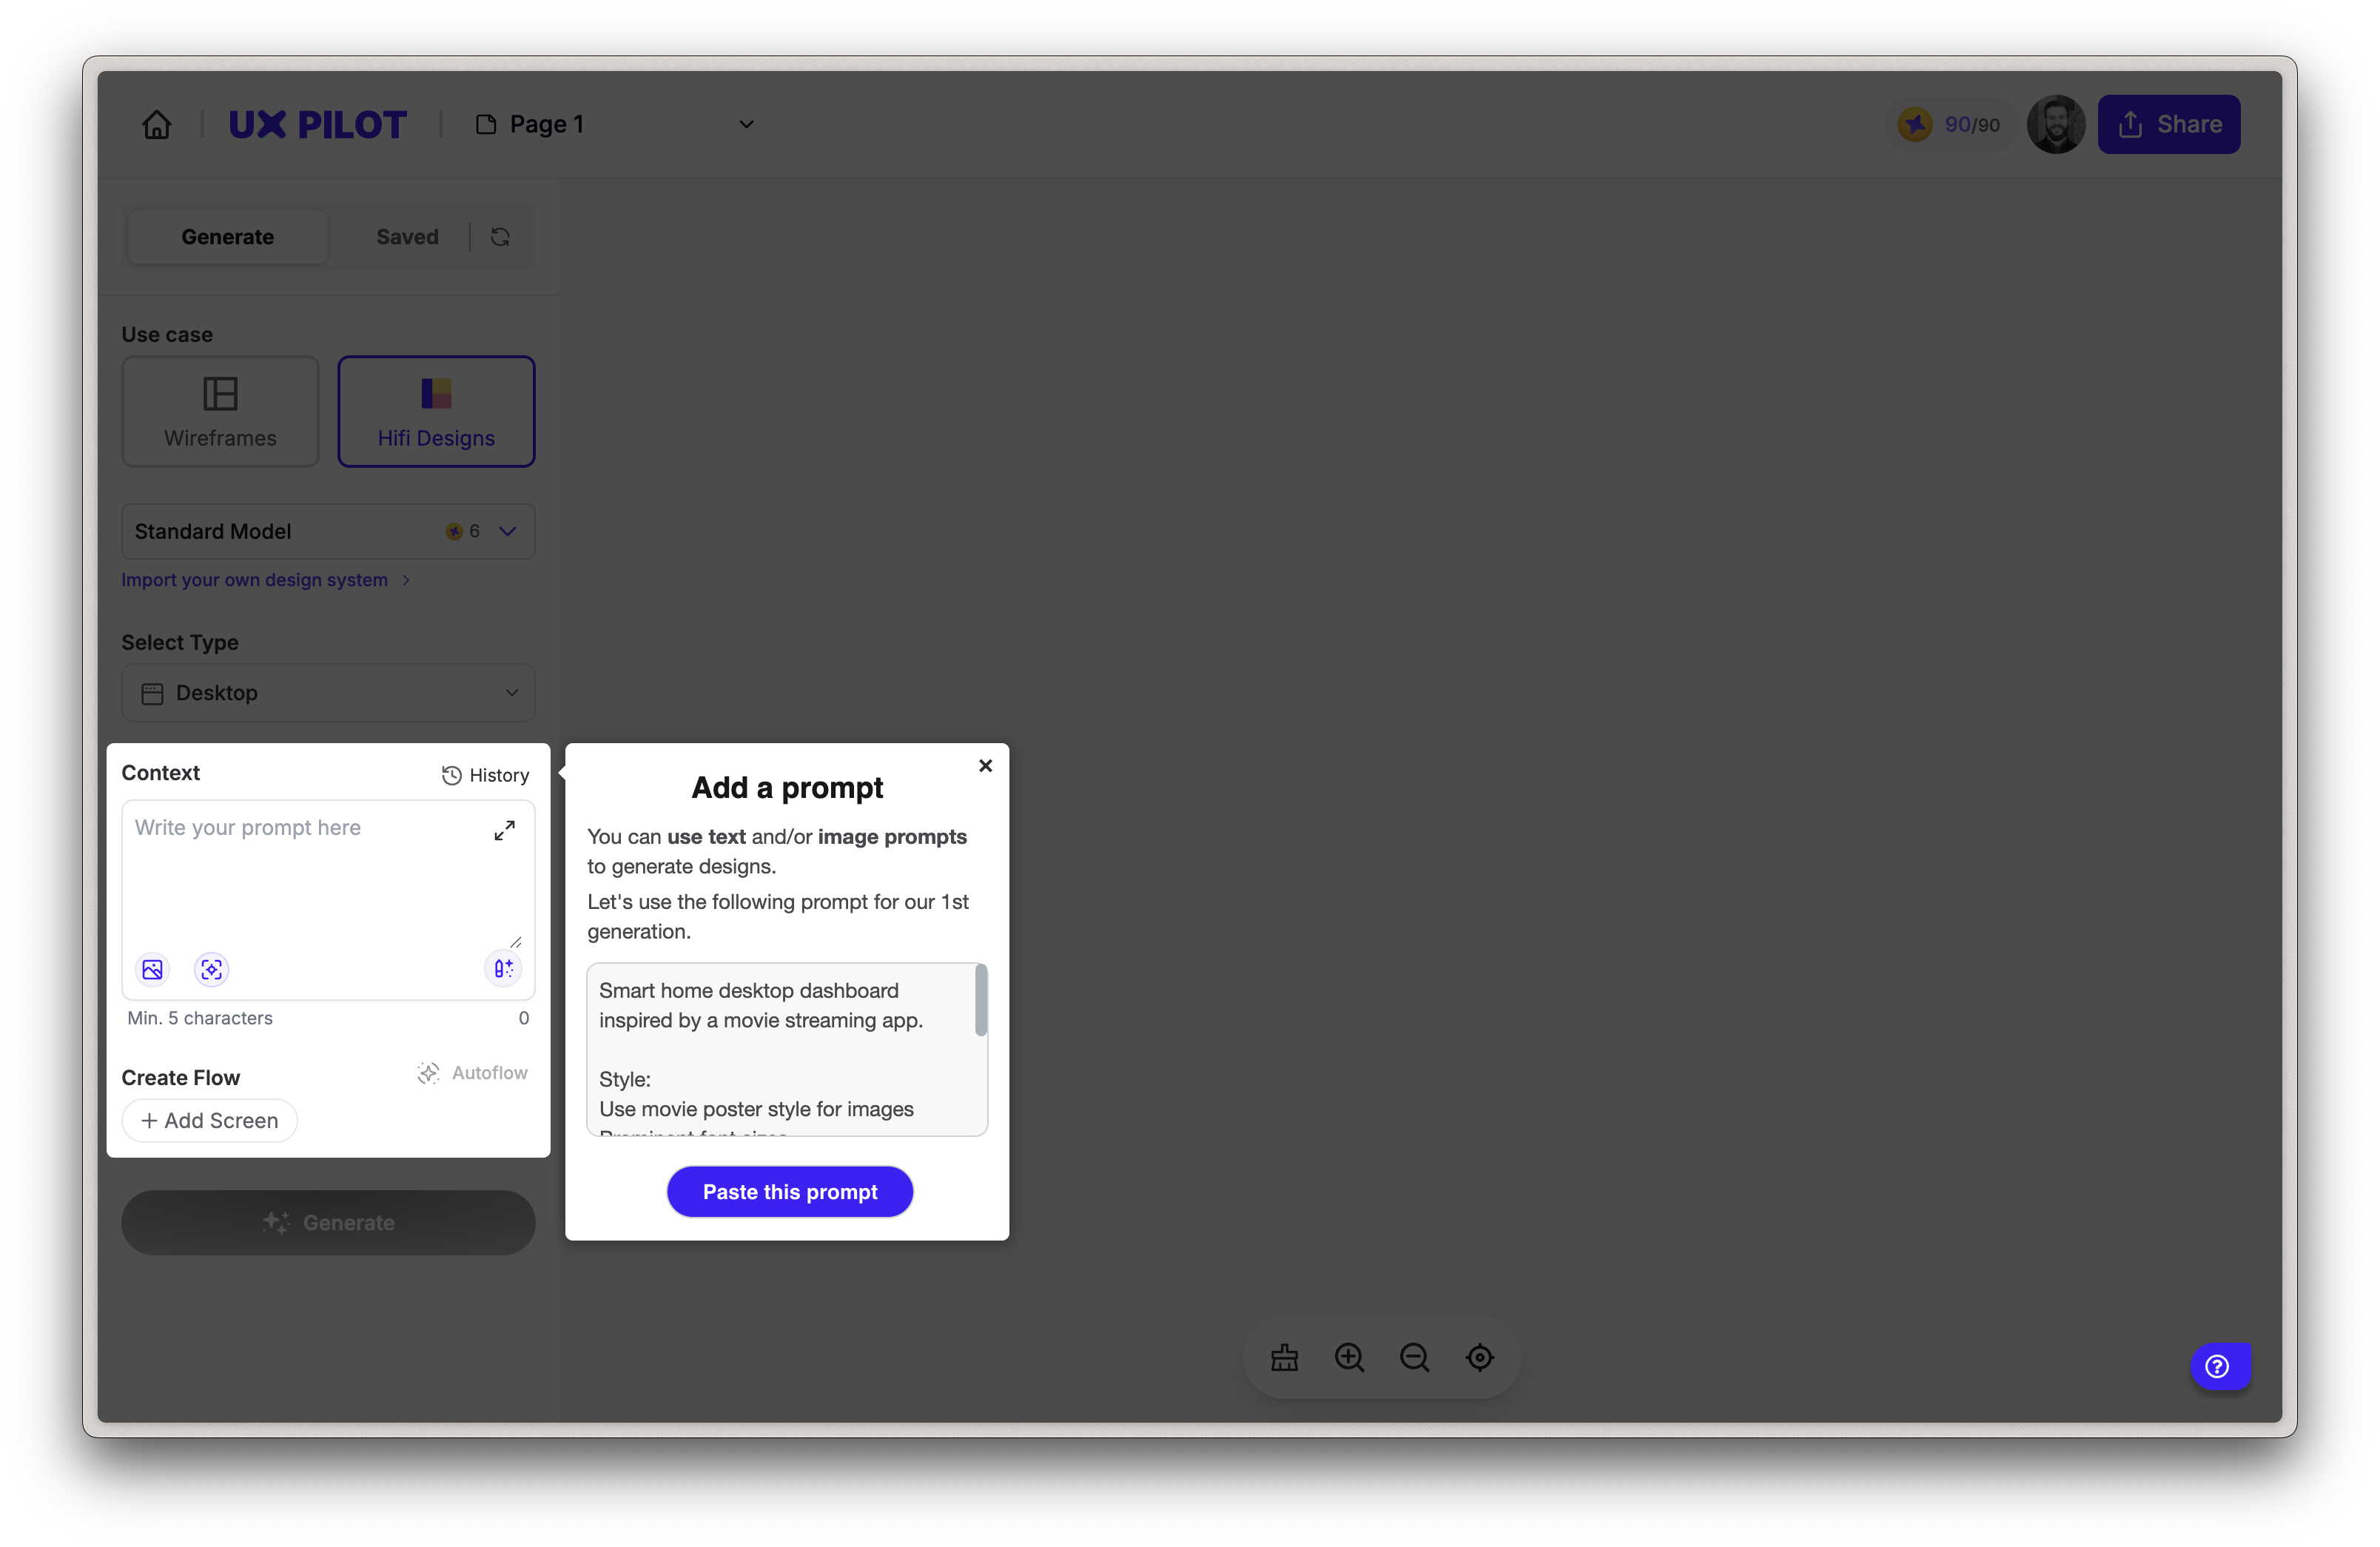 UX PILOT
Page 1
90/90
Share
Generate
Saved
Use case
Wireframes
Hifi Designs
Standard Model
6
Import your own design system
Select Type
Desktop
Context
History
Write your prompt here
Min. 5 characters
0
Create Flow
Autoflow
+ Add Screen
Generate
Add a prompt
You can use text and/or image prompts
to generate designs.
Let's use the following prompt for our 1st
generation.
Smart home desktop dashboard
inspired by a movie streaming app.
Style:
Use movie poster style for images
Prominent font sizes
Paste this prompt